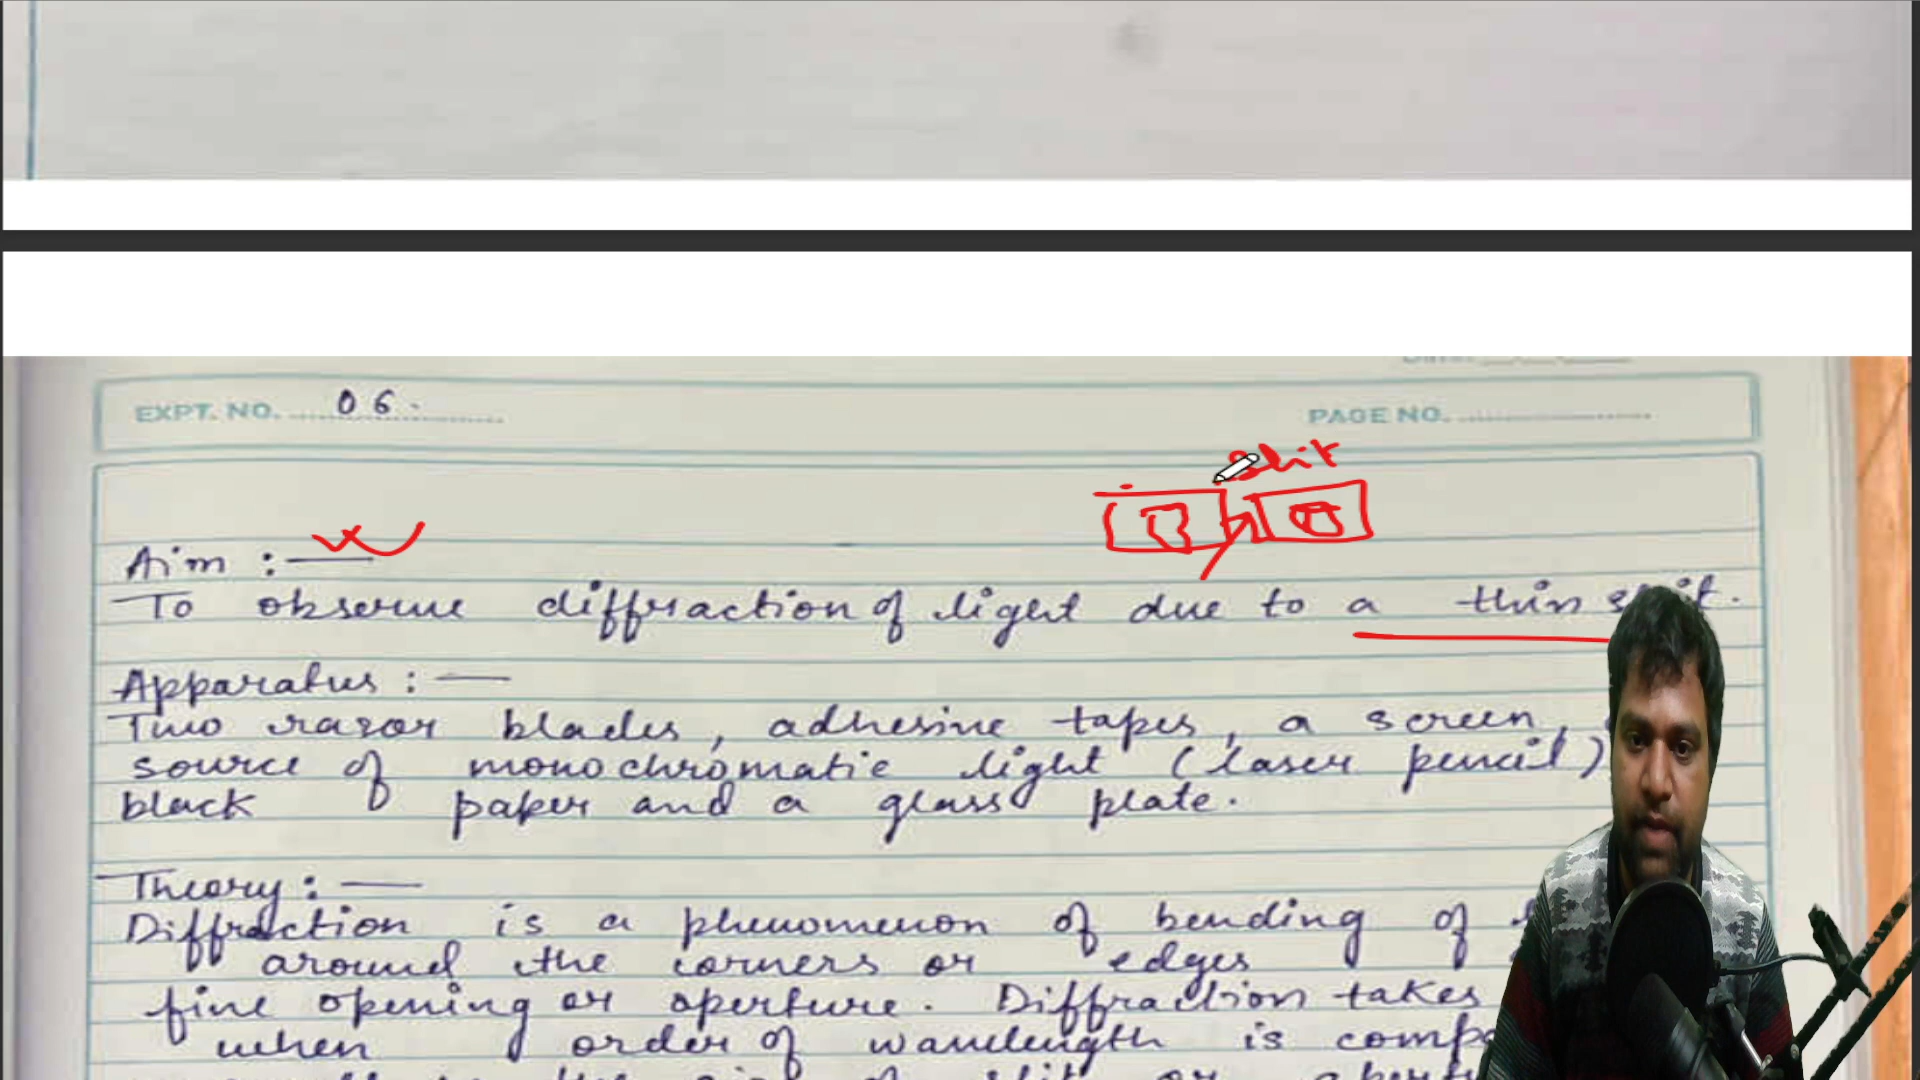 EXPT. NO. 06.
PAGE NO.
slit
Aim :—
To observe diffraction of light due to a thin slit.
Apparatus :—
Two razor blades, adhesive tapes, a screen,
source of monochromatic light (laser pencil)
black paper and a glass plate.
Theory :—
Diffraction is a phenomenon of bending of
around the corners or edges
fine opening or aperture. Diffraction takes
when order of wavelength is